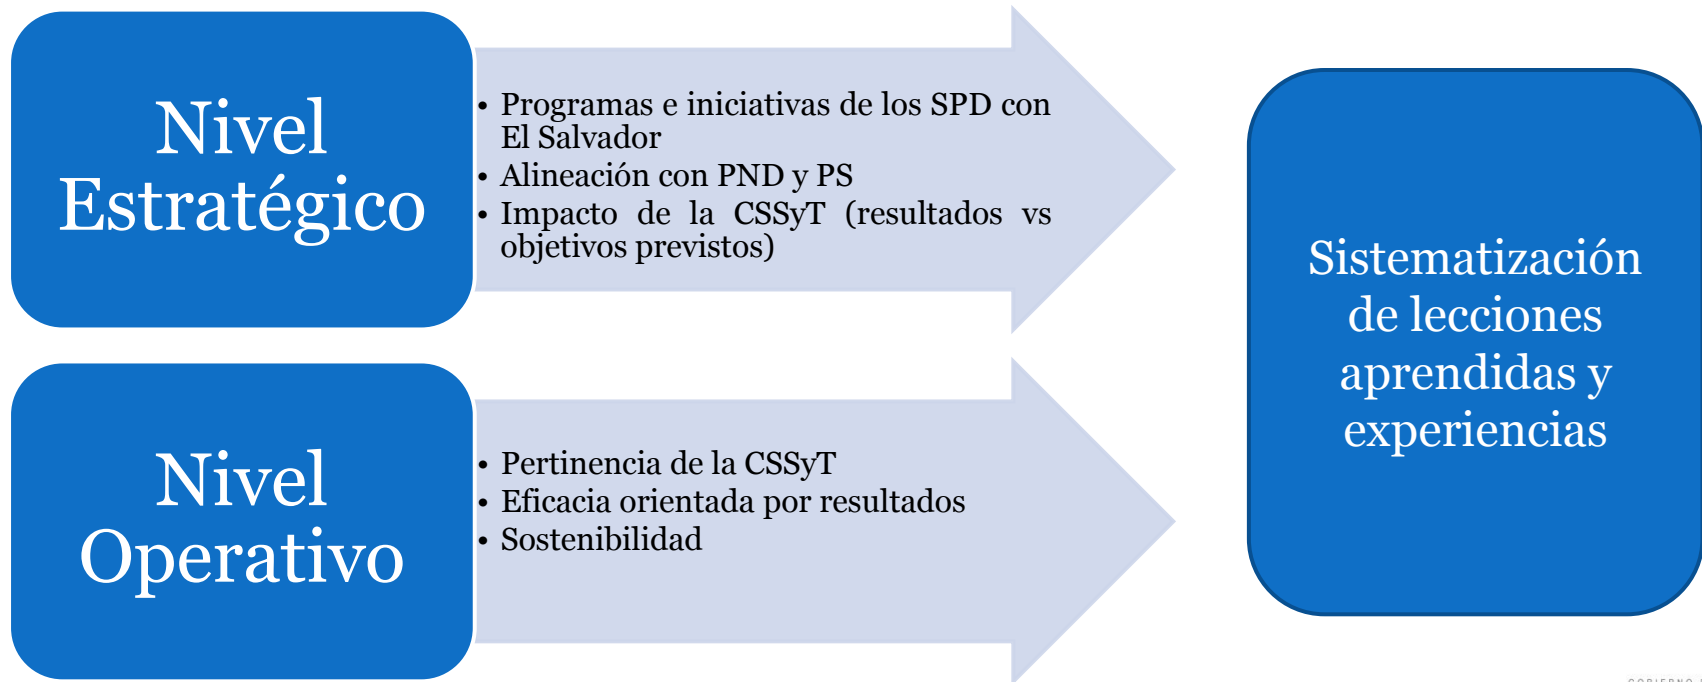 Nivel
Estratégico
• Programas e iniciativas de los SPD con
El Salvador
• Alineación con PND y PS
• Impacto de la CSSyT (resultados vs
objetivos previstos)
Nivel
Operativo
• Pertinencia de la CSSyT
• Eficacia orientada por resultados
• Sostenibilidad
Sistematización
de lecciones
aprendidas y
experiencias